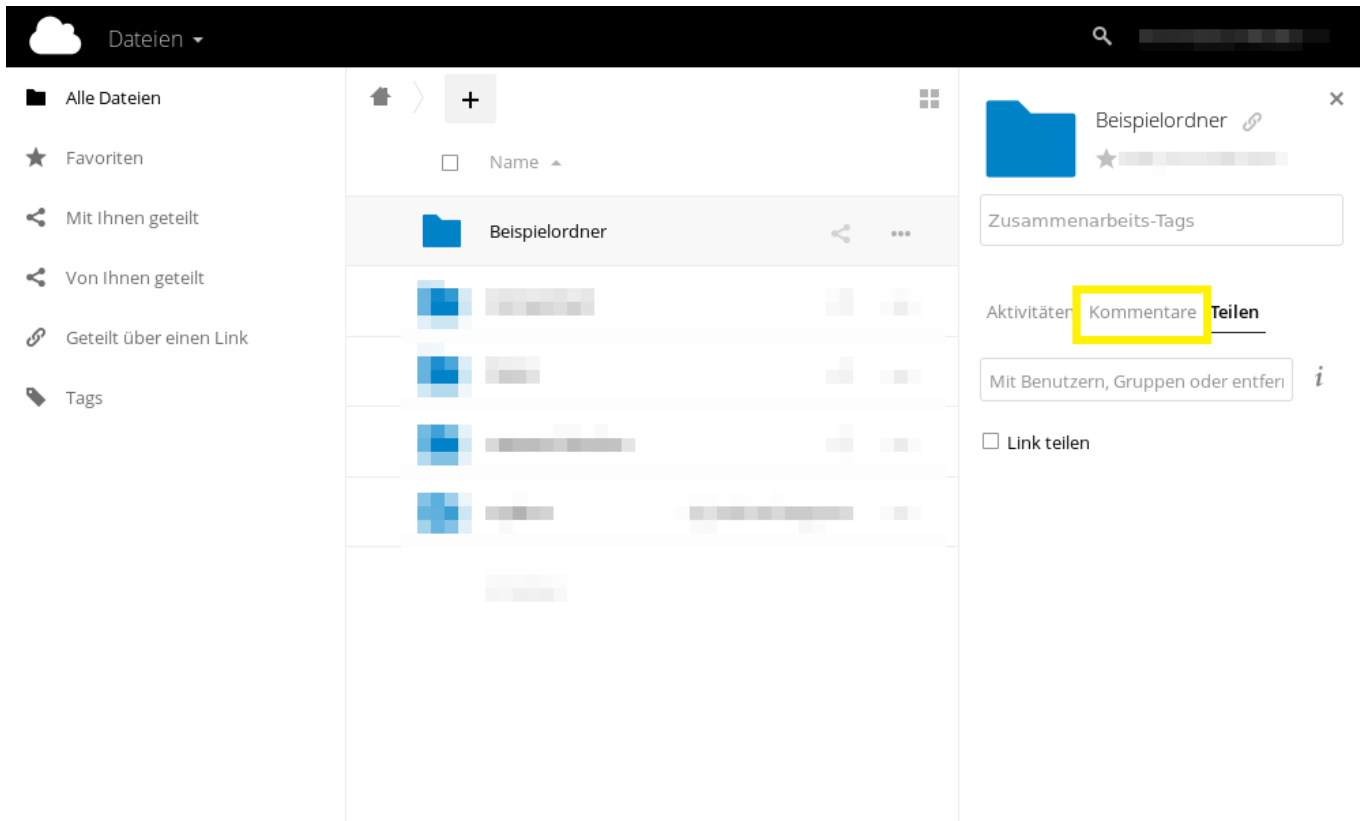 Dateien
Alle Dateien
Favoriten
Mit Ihnen geteilt
Von Ihnen geteilt
Geteilt über einen Link
Tags
Name
Beispielordner
Beispielordner
Zusammenarbeits-Tags
Aktivitäten Kommentare Teilen
Mit Benutzern, Gruppen oder entfer
i
Link teilen